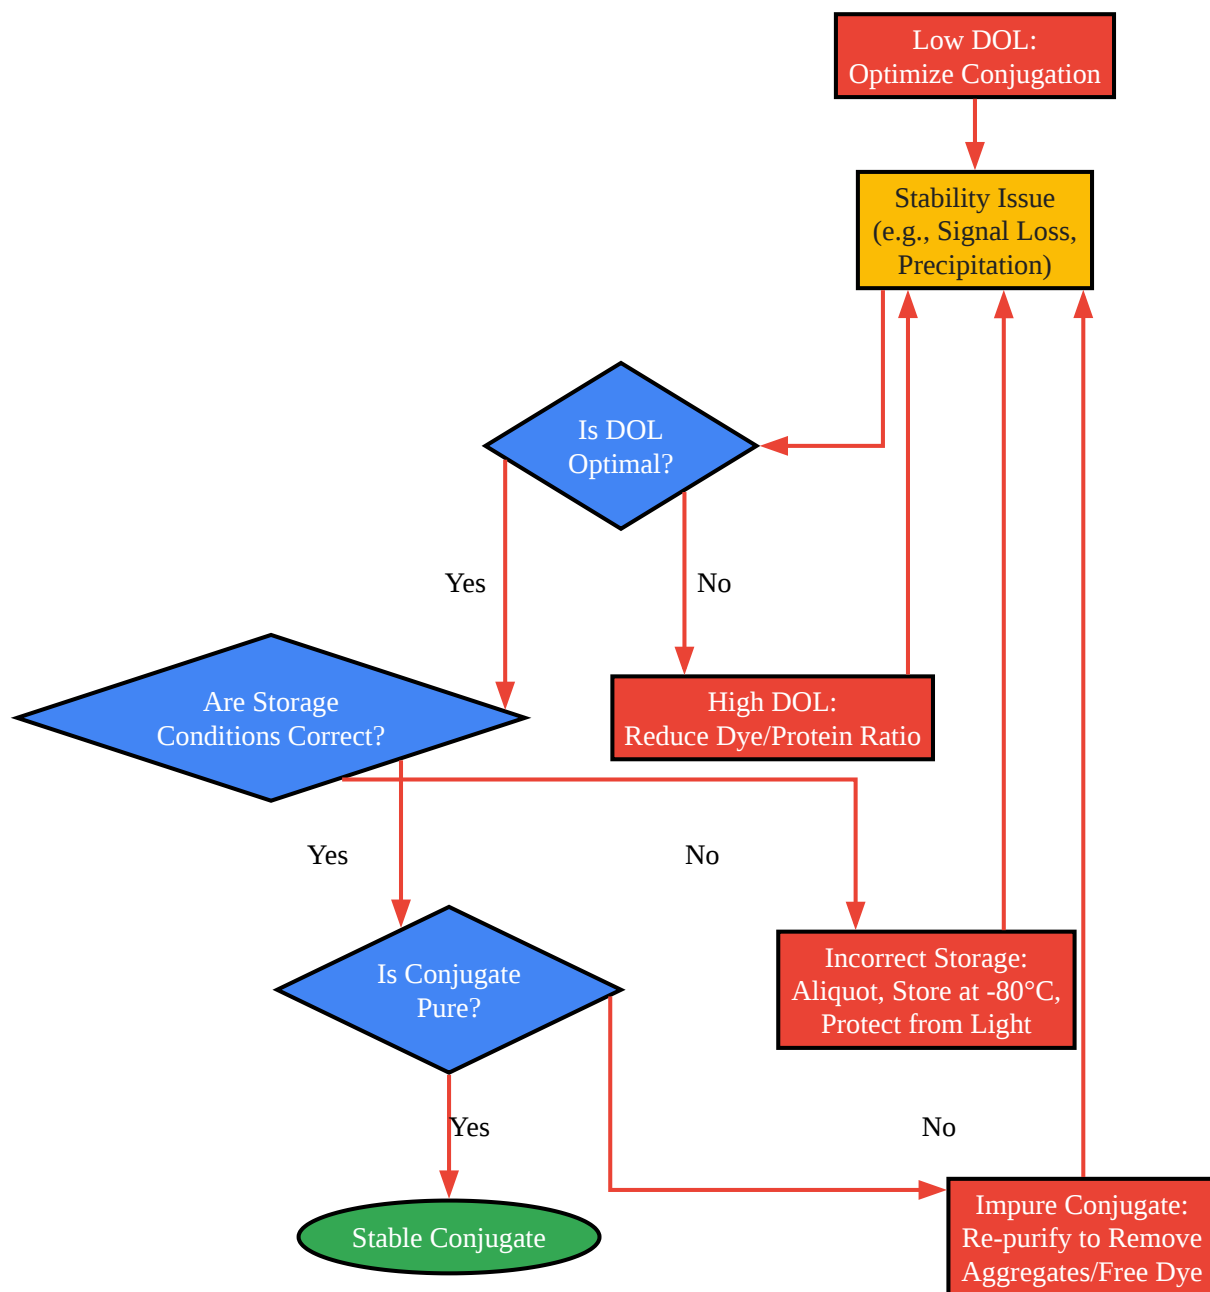 Low DOL:
Optimize Conjugation
Stability Issue
(e.g., Signal Loss,
Precipitation)
Is DOL
Optimal?
Yes
No
Are Storage
Conditions Correct?
High DOL:
Reduce Dye/Protein Ratio
Yes
No
Is Conjugate
Pure?
Incorrect Storage:
Aliquot, Store at -80°C,
Protect from Light
Yes
No
Stable Conjugate
Impure Conjugate:
Re-purify to Remove
Aggregates/Free Dye